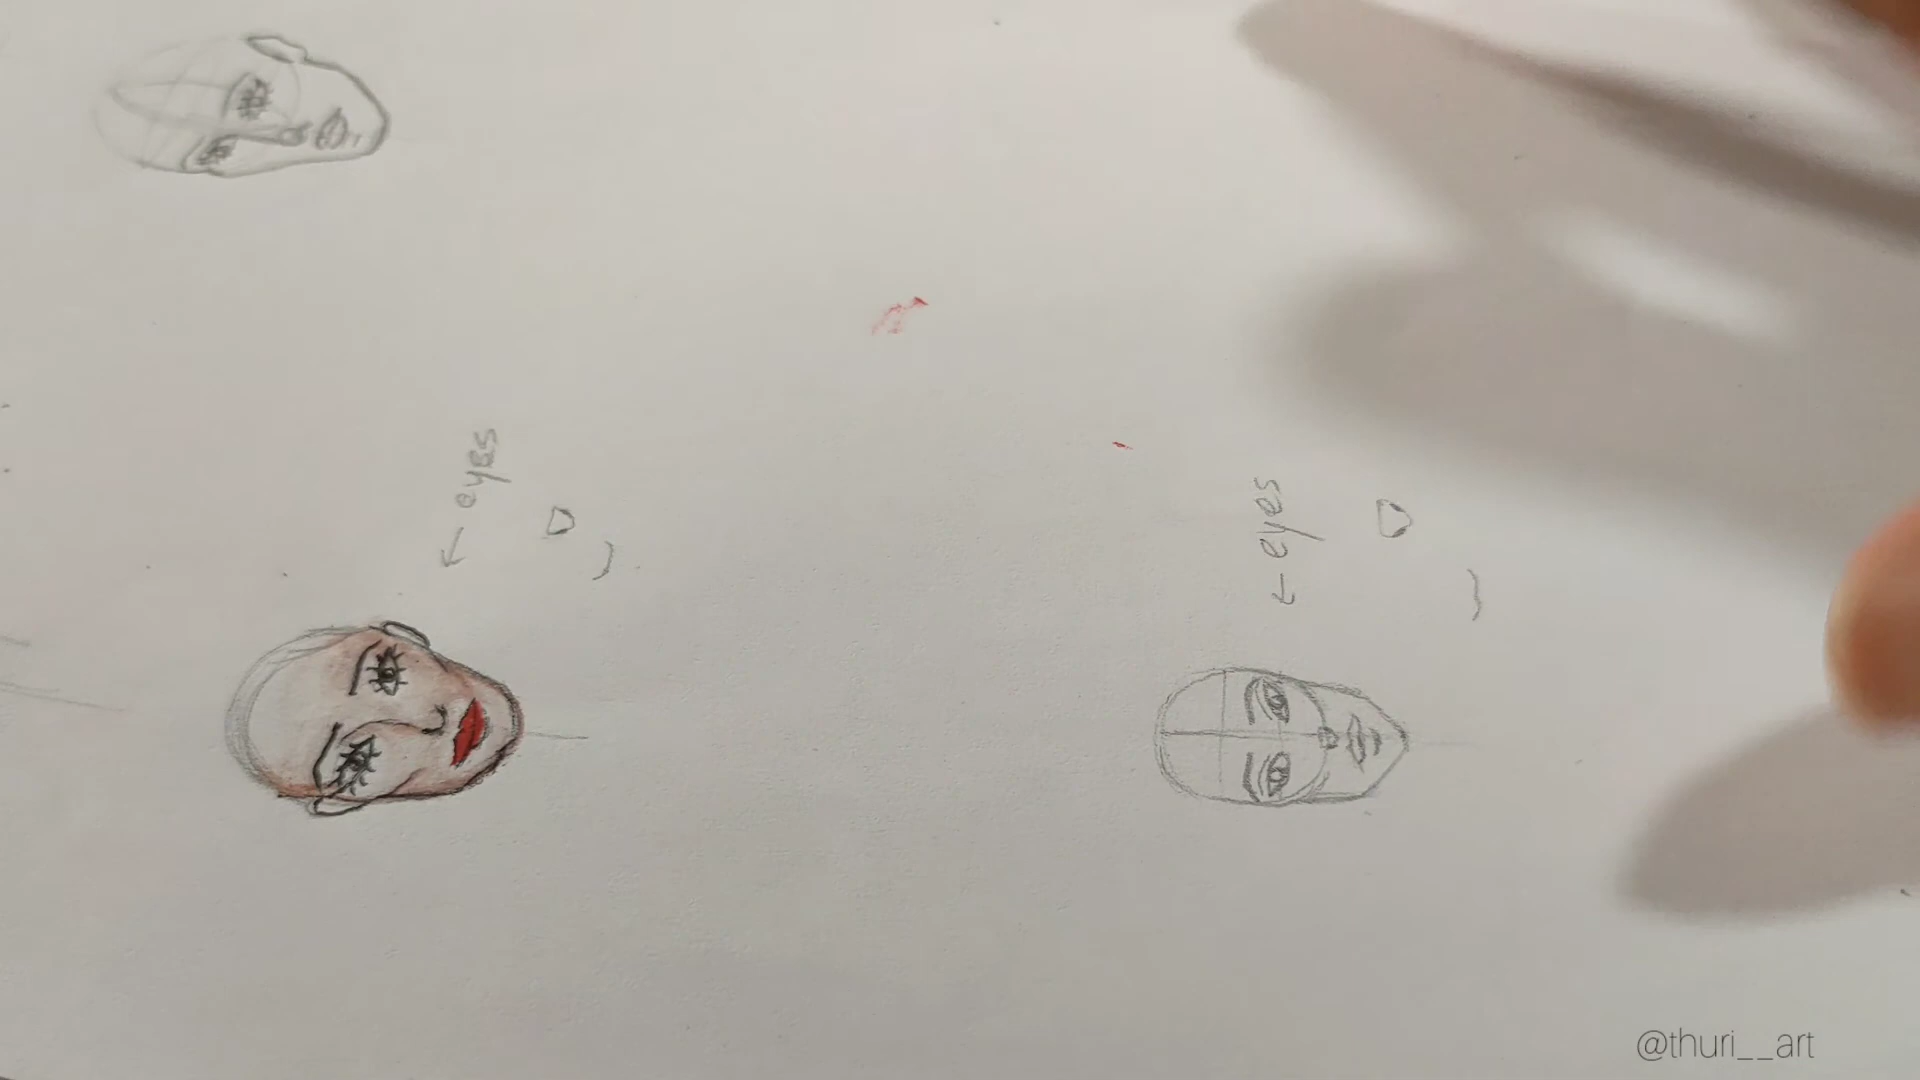 ← eyes
← eyes
@thuri__art